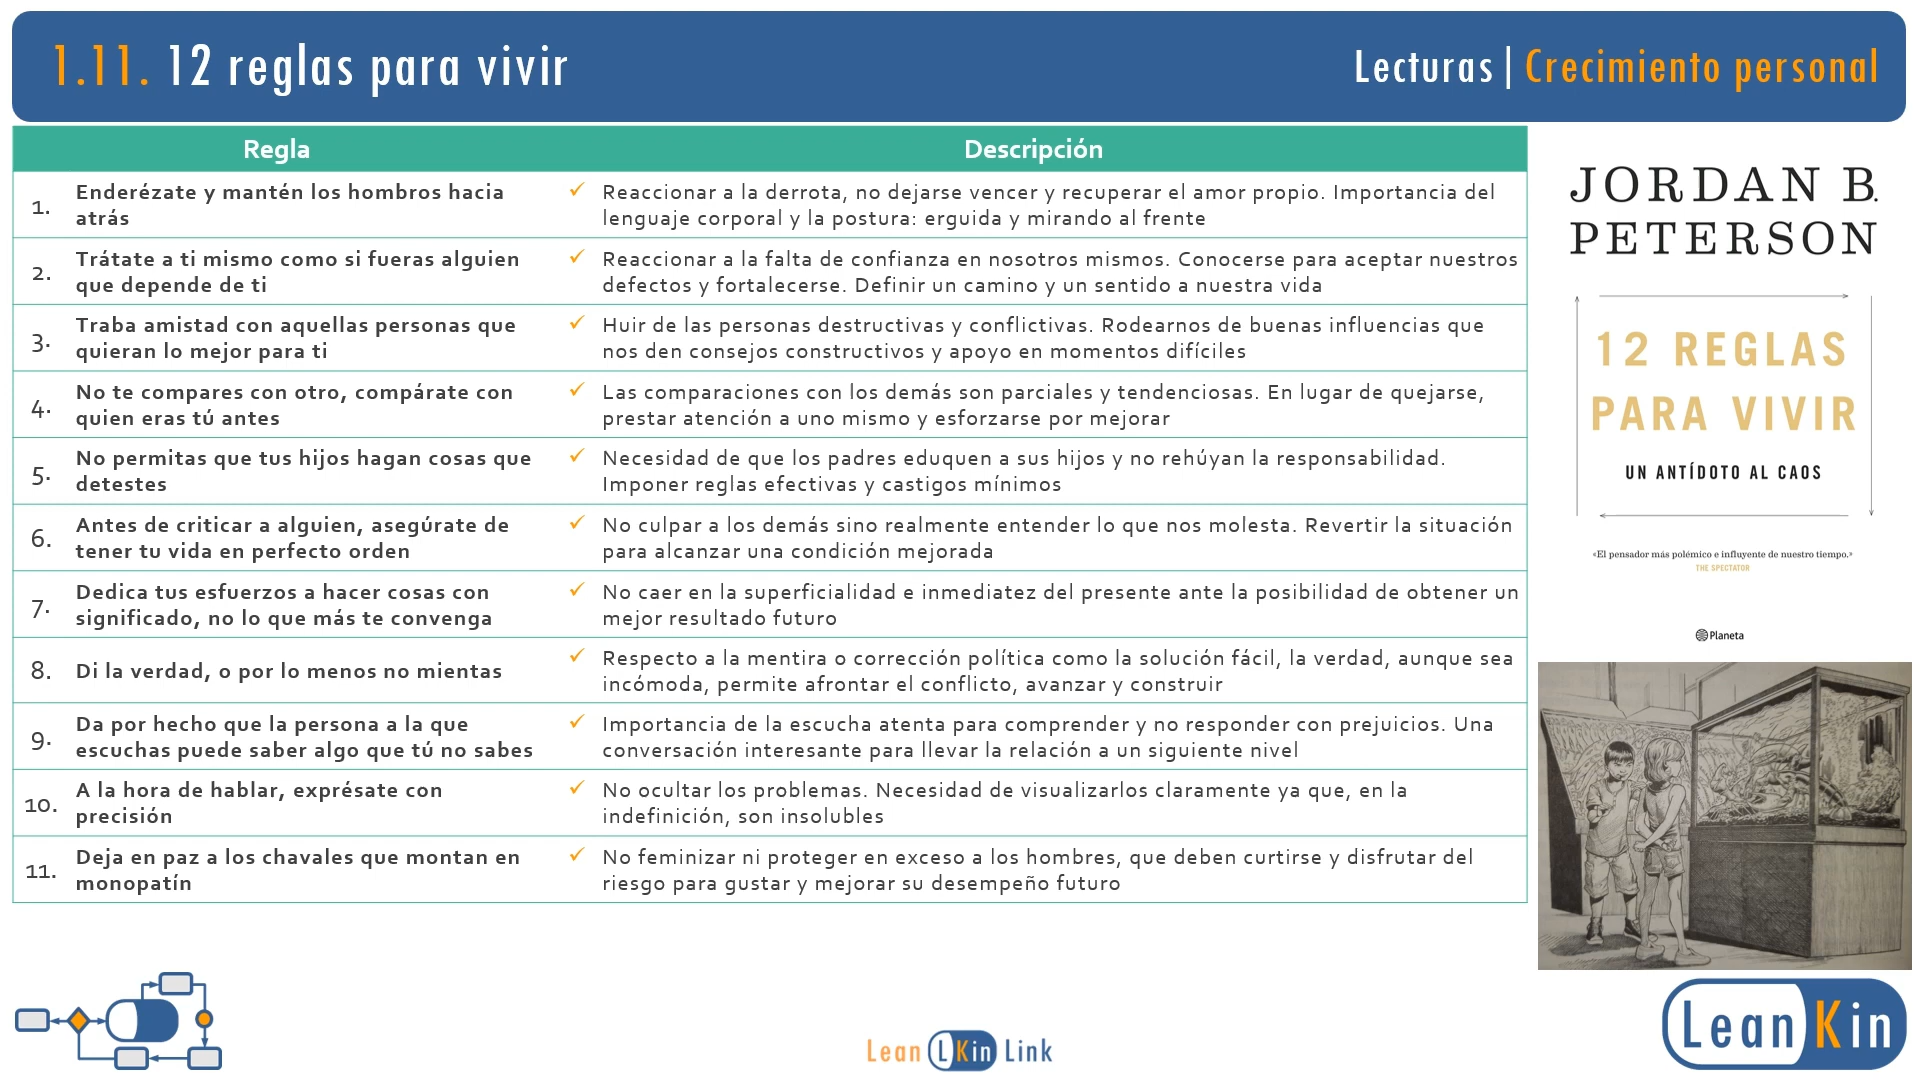 1.11. 12 reglas para vivir
Lecturas | Crecimiento personal
Regla
Descripción
1.
Enderézate y mantén los hombros hacia
atrás
✓ Reaccionar a la derrota, no dejarse vencer y recuperar el amor propio. Importancia del
lenguaje corporal y la postura: erguida y mirando al frente
2.
Trátate a ti mismo como si fueras alguien
que depende de ti
✓ Reaccionar a la falta de confianza en nosotros mismos. Conocerse para aceptar nuestros
defectos y fortalecerse. Definir un camino y un sentido a nuestra vida
3.
Traba amistad con aquellas personas que
quieran lo mejor para ti
✓ Huir de las personas destructivas y conflictivas. Rodearnos de buenas influencias que
nos den consejos constructivos y apoyo en momentos difíciles
4.
No te compares con otro, compárate con
quien eras tú antes
✓ Las comparaciones con los demás son parciales y tendenciosas. En lugar de quejarse,
prestar atención a uno mismo y esforzarse por mejorar
5.
No permitas que tus hijos hagan cosas que
detestes
✓ Necesidad de que los padres eduquen a sus hijos y no rehúyan la responsabilidad.
Imponer reglas efectivas y castigos mínimos
6.
Antes de criticar a alguien, asegúrate de
tener tu vida en perfecto orden
✓ No culpar a los demás sino realmente entender lo que nos molesta. Revertir la situación
para alcanzar una condición mejorada
7.
Dedica tus esfuerzos a hacer cosas con
significado, no lo que más te convenga
✓ No caer en la superficialidad e inmediatez del presente ante la posibilidad de obtener un
mejor resultado futuro
8.
Di la verdad, o por lo menos no mientas
✓ Respecto a la mentira o corrección política como la solución fácil, la verdad, aunque sea
incómoda, permite afrontar el conflicto, avanzar y construir
9.
Da por hecho que la persona a la que
escuchas puede saber algo que tú no sabes
✓ Importancia de la escucha atenta para comprender y no responder con prejuicios. Una
conversación interesante para llevar la relación a un siguiente nivel
10.
A la hora de hablar, exprésate con
precisión
✓ No ocultar los problemas. Necesidad de visualizarlos claramente ya que, en la
indefinición, son insolubles
11.
Deja en paz a los chavales que montan en
monopatín
✓ No feminizar ni proteger en exceso a los hombres, que deben curtirse y disfrutar del
riesgo para gustar y mejorar su desempeño futuro
JORDAN B.
PETERSON
12 REGLAS
PARA VIVIR
UN ANTÍDOTO AL CAOS
«El pensador más polémico e influyente de nuestro tiempo.»
THE SPECTATOR
Planeta
Lean LKin Link
LeanKin